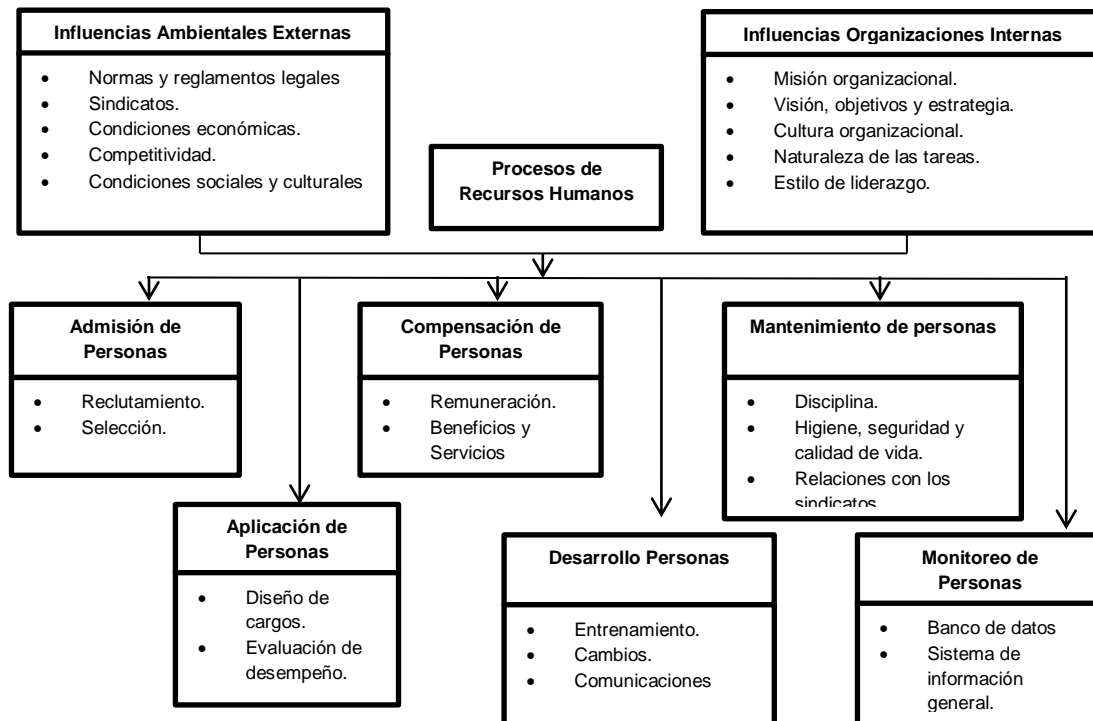 Influencias Ambientales Externas
• Normas y reglamentos legales
• Sindicatos.
• Condiciones económicas.
• Competitividad.
• Condiciones sociales y culturales
Procesos de
Recursos Humanos
Influencias Organizaciones Internas
• Misión organizacional.
• Visión, objetivos y estrategia.
• Cultura organizacional.
• Naturaleza de las tareas.
• Estilo de liderazgo.
Admisión de
Personas
• Reclutamiento.
• Selección.
Compensación de
Personas
• Remuneración.
• Beneficios y
Servicios
Mantenimiento de personas
• Disciplina.
• Higiene, seguridad y
calidad de vida.
• Relaciones con los
sindicatos
Aplicación de
Personas
• Diseño de
cargos.
• Evaluación de
desempeño.
Desarrollo Personas
• Entrenamiento.
• Cambios.
• Comunicaciones
Monitoreo de
Personas
• Banco de datos
• Sistema de
información
general.